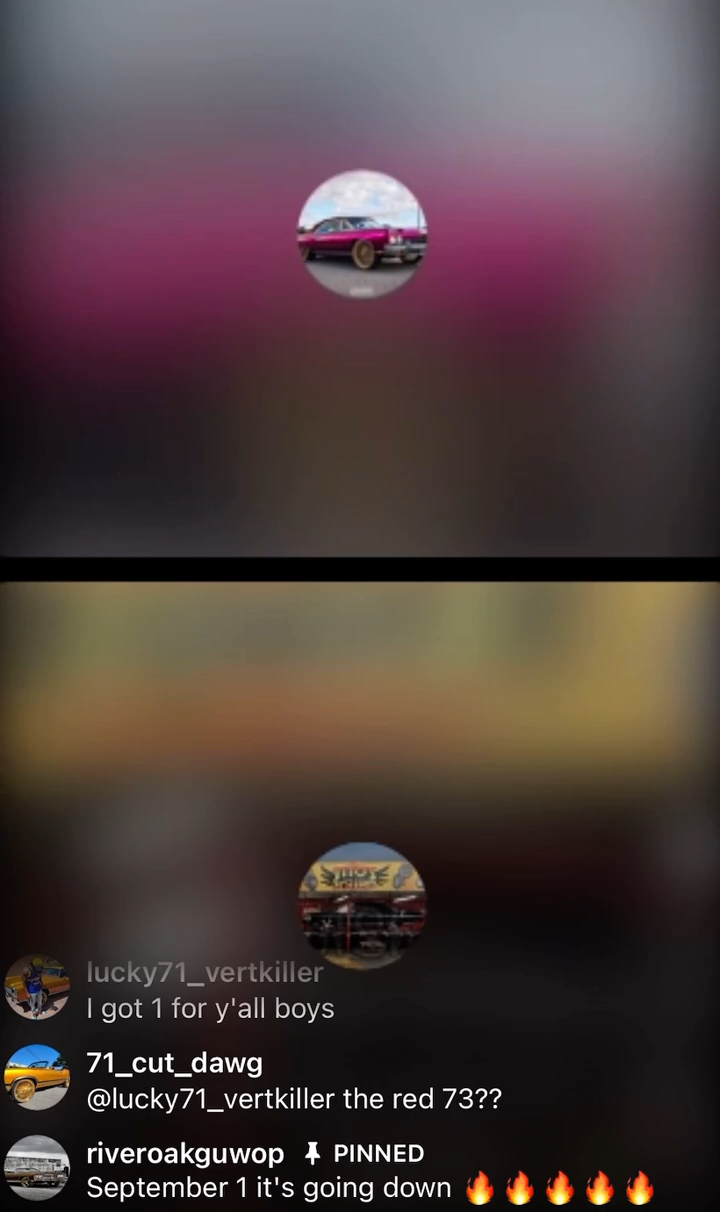 lucky71_vertkiller
I got 1 for y'all boys
71_cut_dawg
@lucky71_vertkiller the red 73??
riveroakguwop PINNED
September 1 it's going down 🔥🔥🔥🔥🔥